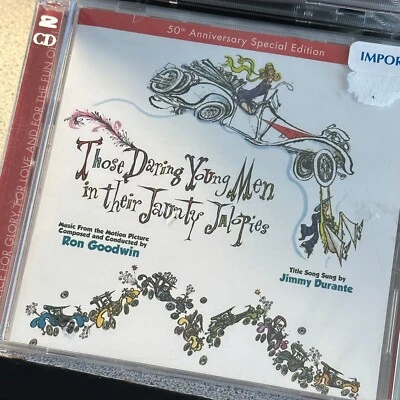 2
CD
50th Anniversary Special Edition
IMPOR
Those Daring Young Men
in their Jaunty Jalopies
Music From the Motion Picture
Composed and Conducted by
Ron Goodwin
Title Song Sung by
Jimmy Durante
FOR GLORY, FOR LOVE AND FOR THE FUN O